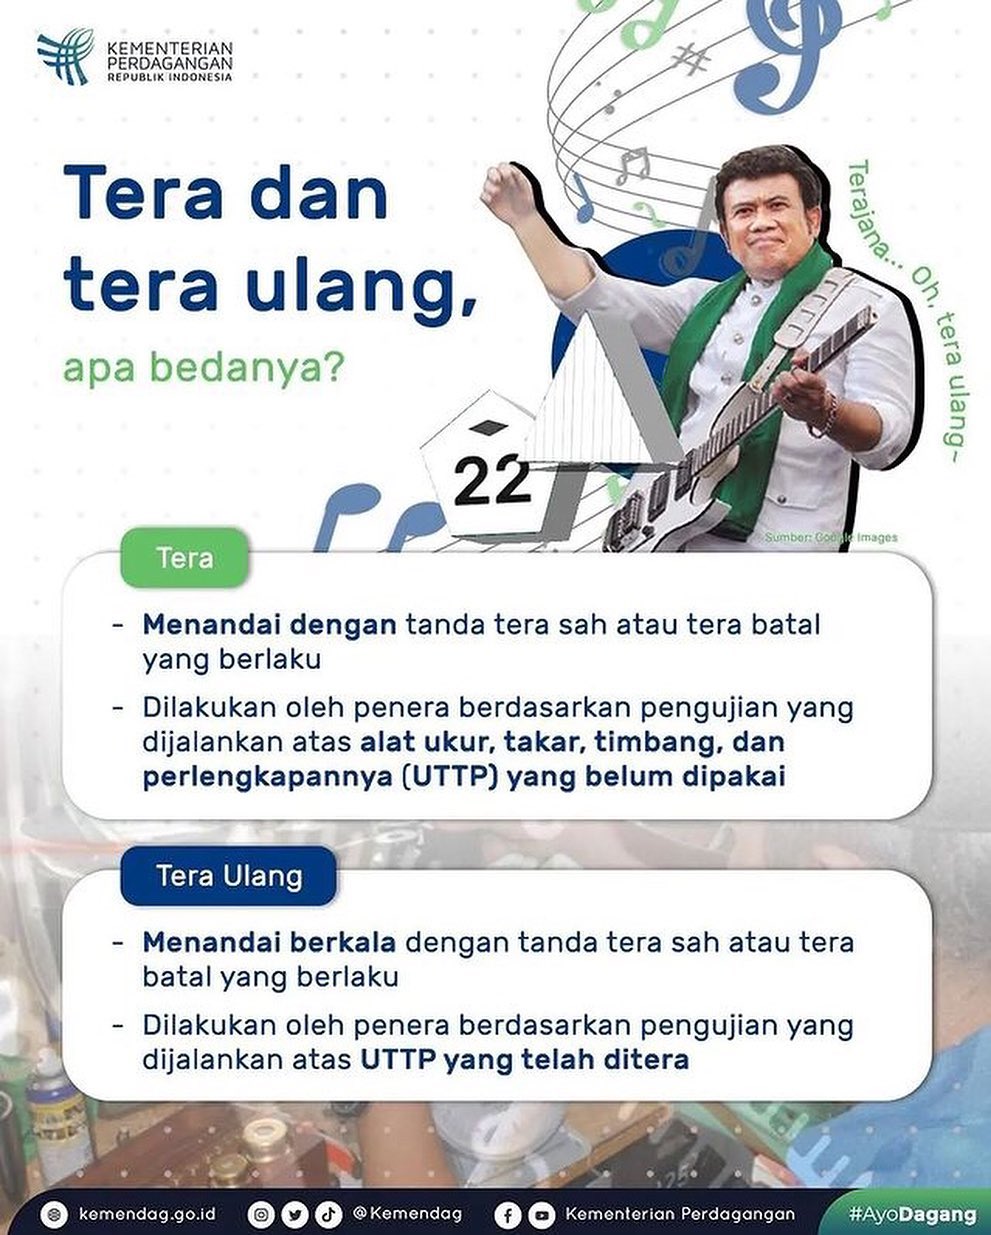 KEMENTERIAN
PERDAGANGAN
REPUBLIK INDONESIA
Tera dan
tera ulang,
apa bedanya?
Terajana... Oh, tera ulang~
22
Sumber: Google Images
Tera
- Menandai dengan tanda tera sah atau tera batal
yang berlaku
- Dilakukan oleh penera berdasarkan pengujian yang
dijalankan atas alat ukur, takar, timbang, dan
perlengkapannya (UTTP) yang belum dipakai
Tera Ulang
- Menandai berkala dengan tanda tera sah atau tera
batal yang berlaku
- Dilakukan oleh penera berdasarkan pengujian yang
dijalankan atas UTTP yang telah ditera
kemendag.go.id
@Kemendag
Kementerian Perdagangan
#AyoDagang